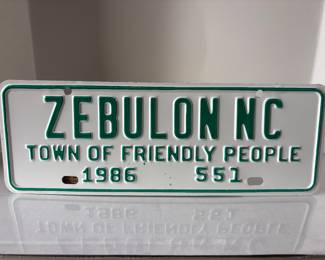 ZEBULON NC
TOWN OF FRIENDLY PEOPLE
1986 551